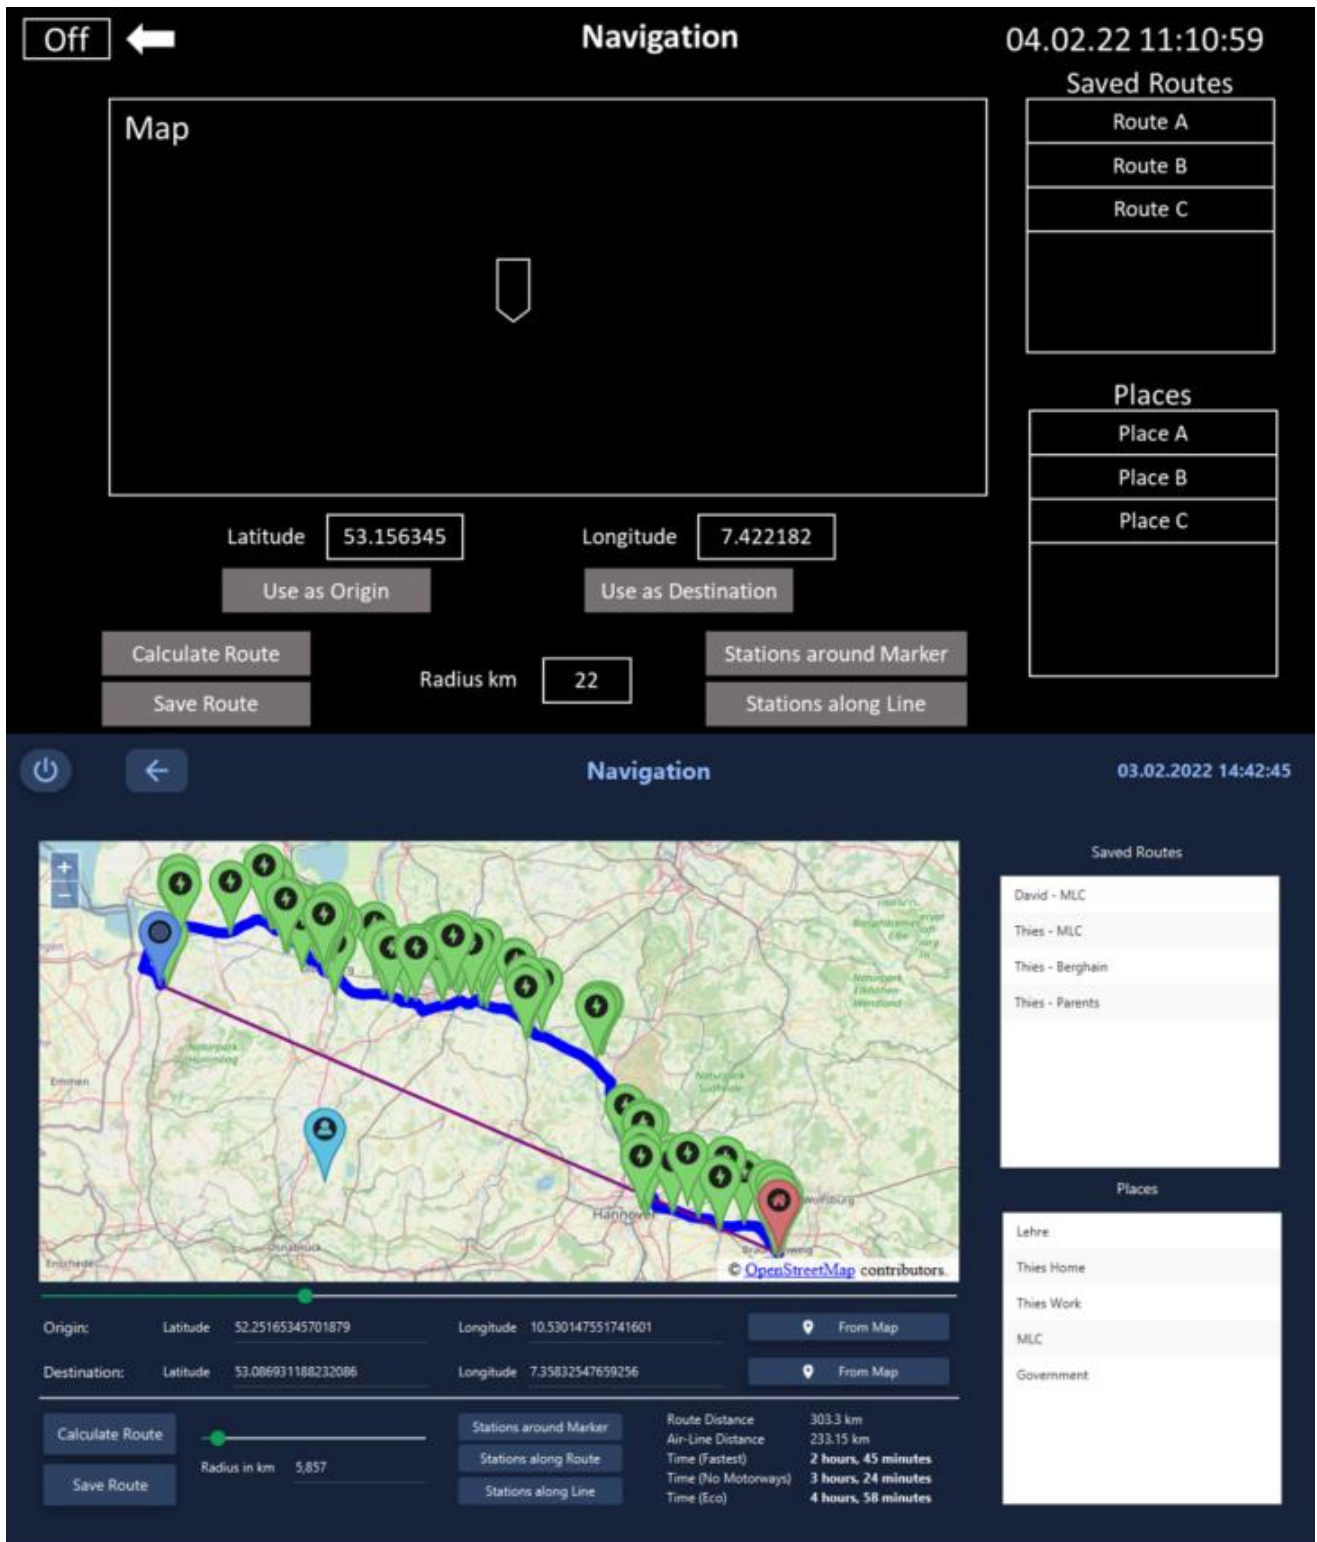 Off
Navigation
04.02.22 11:10:59
Saved Routes
Map
Route A
Route B
Route C
Places
Place A
Place B
Place C
Latitude 53.156345 Longitude 7.422182
Use as Origin Use as Destination
Calculate Route Stations around Marker
Radius km 22
Save Route Stations along Line
Navigation
03.02.2022 14:42:45
Saved Routes
David - MLC
Thies - MLC
Thies - Berghain
Thies - Parents
Emmen
Naturpark
Hannover
Osnabrück
Enschede
© OpenStreetMap contributors.
Places
Lehre
Thies Home
Thies Work
MLC
Government
Origin: Latitude 52.25165345701879 Longitude 10.530147551741601 From Map
Destination: Latitude 53.086931188232086 Longitude 7.35832547659256 From Map
Calculate Route
Save Route
Radius in km 5,857
Stations around Marker
Stations along Route
Stations along Line
Route Distance 303.3 km
Air-Line Distance 233.15 km
Time (Fastest) 2 hours, 45 minutes
Time (No Motorways) 3 hours, 24 minutes
Time (Eco) 4 hours, 58 minutes